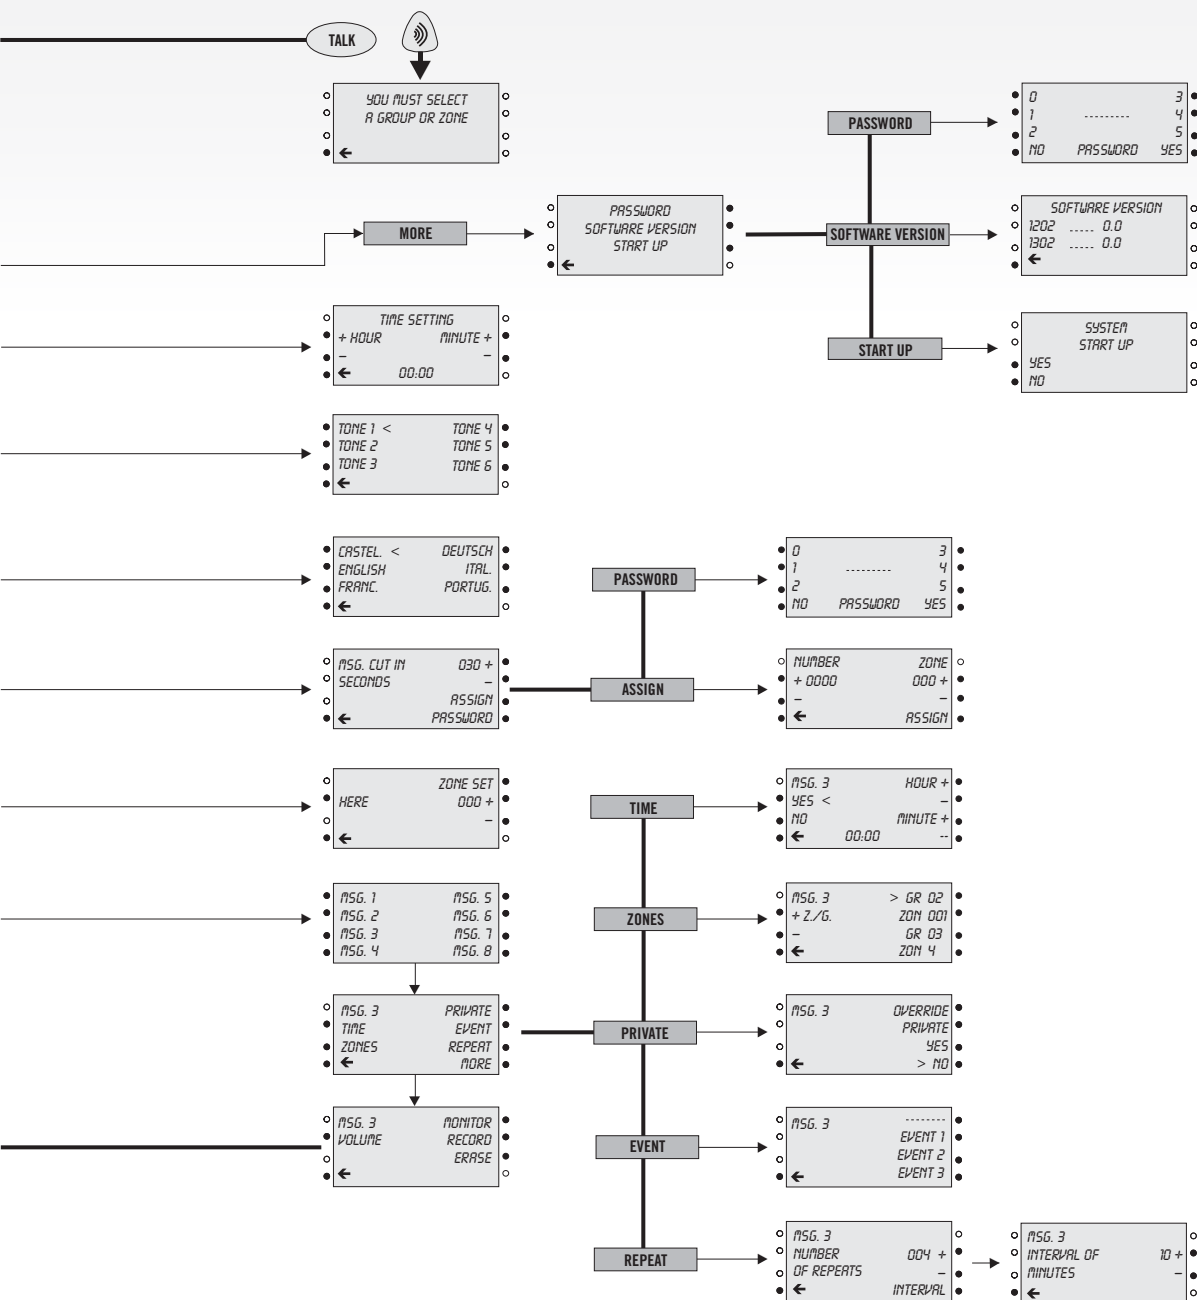 TALK
YOU MUST SELECT
A GROUP OR ZONE
←
PASSWORD
0 3
1 --------- 4
2 5
NO PASSWORD YES
MORE
PASSWORD
SOFTWARE VERSION
START UP
←
SOFTWARE VERSION
SOFTWARE VERSION
1202 ..... 0.0
1302 ..... 0.0
←
START UP
SYSTEM
START UP
YES
NO
TIME SETTING
+ HOUR MINUTE +
– –
← 00:00
TONE 1 < TONE 4
TONE 2 TONE 5
TONE 3 TONE 6
←
CASTEL. < DEUTSCH
ENGLISH ITAL.
FRANC. PORTUG.
←
PASSWORD
0 3
1 --------- 4
2 5
NO PASSWORD YES
MSG. CUT IN 030 +
SECONDS –
ASSIGN
← PASSWORD
ASSIGN
NUMBER ZONE
+ 0000 000 +
– –
← ASSIGN
ZONE SET
HERE 000 +
–
←
TIME
MSG. 3 HOUR +
YES < –
NO MINUTE +
← 00:00 --
MSG. 1 MSG. 5
MSG. 2 MSG. 6
MSG. 3 MSG. 7
MSG. 4 MSG. 8
ZONES
MSG. 3 > GR 02
+ Z./G. ZON 001
– GR 03
← ZON 4
MSG. 3 PRIVATE
TIME EVENT
ZONES REPEAT
← MORE
PRIVATE
MSG. 3 OVERRIDE
PRIVATE
YES
← > NO
MSG. 3 MONITOR
VOLUME RECORD
ERASE
←
EVENT
MSG. 3 --------
EVENT 1
EVENT 2
← EVENT 3
REPEAT
MSG. 3
NUMBER 004 +
OF REPEATS –
← INTERVAL
MSG. 3
INTERVAL OF 10 +
MINUTES –
←